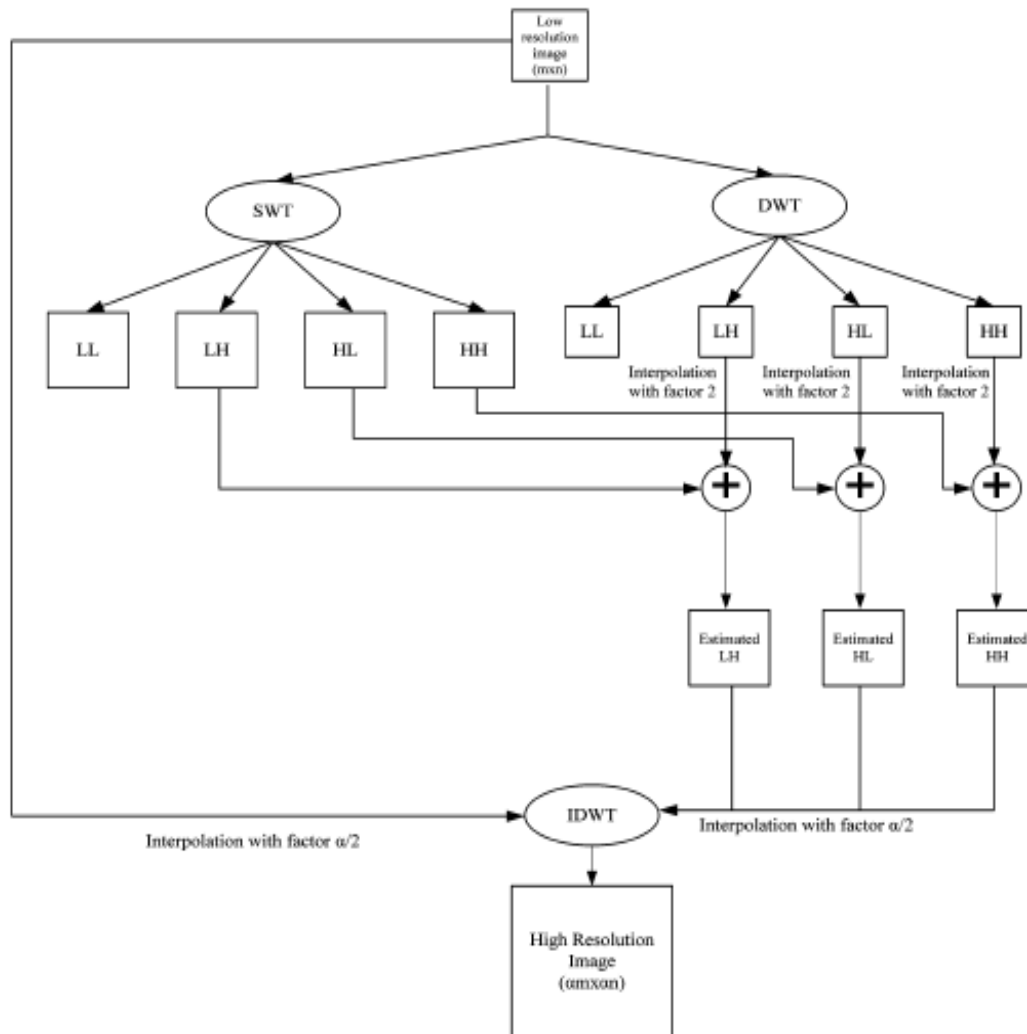 Low
resolution
image
(mxn)
SWT
DWT
LL
LH
HL
HH
LL
LH
HL
HH
Interpolation
with factor 2
Interpolation
with factor 2
Interpolation
with factor 2
+
+
+
Estimated
LH
Estimated
HL
Estimated
HH
IDWT
Interpolation with factor α/2
Interpolation with factor α/2
High Resolution
Image
(αmxαn)